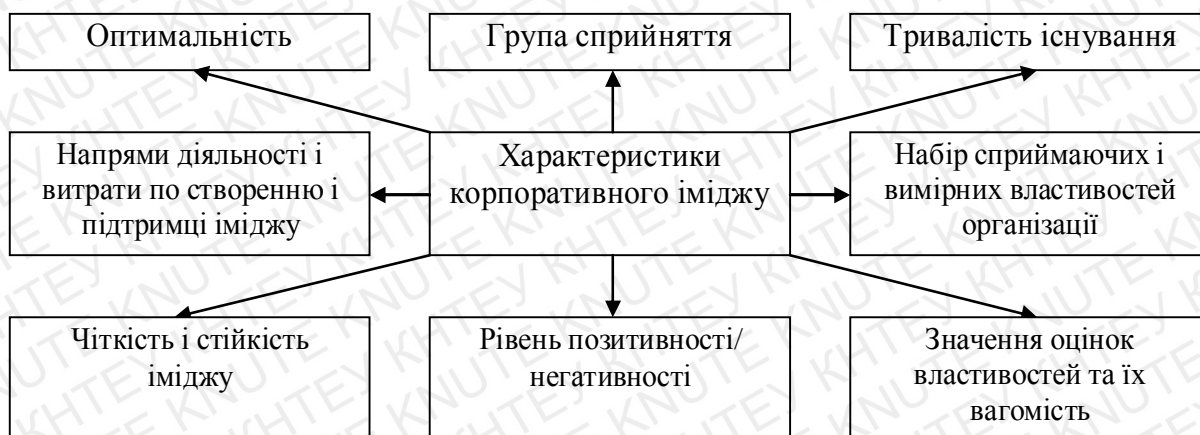 Оптимальність
Група сприйняття
Тривалість існування
Напрями діяльності і
витрати по створенню і
підтримці іміджу
Характеристики
корпоративного іміджу
Набір сприймаючих і
вимірних властивостей
організації
Чіткість і стійкість
іміджу
Рівень позитивності/
негативності
Значення оцінок
властивостей та їх
вагомість